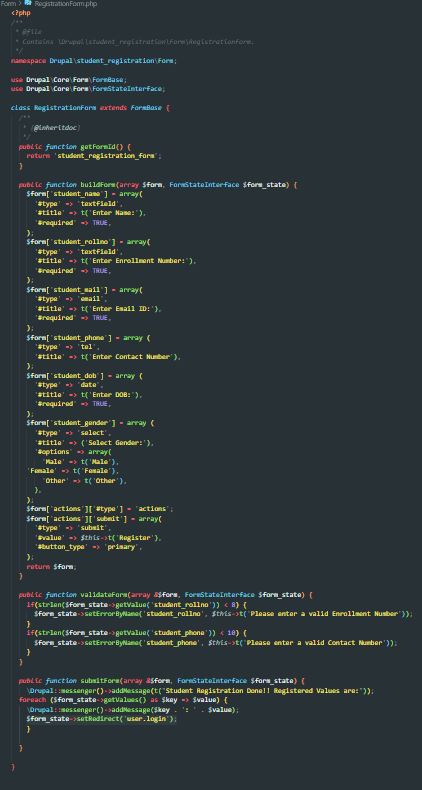 Form > RegistrationForm.php
<?php
/**
 * @file
 * Contains \Drupal\student_registration\Form\RegistrationForm.
 */
namespace Drupal\student_registration\Form;

use Drupal\Core\Form\FormBase;
use Drupal\Core\Form\FormStateInterface;

class RegistrationForm extends FormBase {
  /**
   * {@inheritdoc}
   */
  public function getFormId() {
    return 'student_registration_form';
  }

  public function buildForm(array $form, FormStateInterface $form_state) {
    $form['student_name'] = array(
      '#type' => 'textfield',
      '#title' => t('Enter Name:'),
      '#required' => TRUE,
    );
    $form['student_rollno'] = array(
      '#type' => 'textfield',
      '#title' => t('Enter Enrollment Number:'),
      '#required' => TRUE,
    );
    $form['student_mail'] = array(
      '#type' => 'email',
      '#title' => t('Enter Email ID:'),
      '#required' => TRUE,
    );
    $form['student_phone'] = array (
      '#type' => 'tel',
      '#title' => t('Enter Contact Number'),
    );
    $form['student_dob'] = array (
      '#type' => 'date',
      '#title' => t('Enter DOB:'),
      '#required' => TRUE,
    );
    $form['student_gender'] = array (
      '#type' => 'select',
      '#title' => ('Select Gender:'),
      '#options' => array(
        'Male' => t('Male'),
    'Female' => t('Female'),
        'Other' => t('Other'),
      ),
    );
    $form['actions']['#type'] = 'actions';
    $form['actions']['submit'] = array(
      '#type' => 'submit',
      '#value' => $this->t('Register'),
      '#button_type' => 'primary',
    );
    return $form;
  }

  public function validateForm(array &$form, FormStateInterface $form_state) {
    if(strlen($form_state->getValue('student_rollno')) < 8) {
      $form_state->setErrorByName('student_rollno', $this->t('Please enter a valid Enrollment Number'));
    }
    if(strlen($form_state->getValue('student_phone')) < 10) {
      $form_state->setErrorByName('student_phone', $this->t('Please enter a valid Contact Number'));
    }
  }

  public function submitForm(array &$form, FormStateInterface $form_state) {
    \Drupal::messenger()->addMessage(t("Student Registration Done!! Registered Values are:"));
  foreach ($form_state->getValues() as $key => $value) {
    \Drupal::messenger()->addMessage($key . ': ' . $value);
    $form_state->setRedirect('user.login');
    }

  }

}